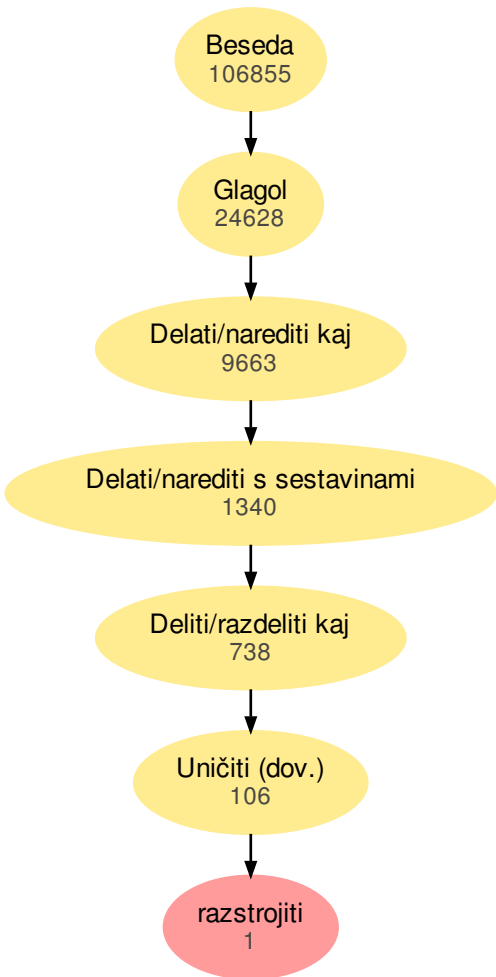 Beseda
106855
Glagol
24628
Delati/narediti kaj
9663
Delati/narediti s sestavinami
1340
Deliti/razdeliti kaj
738
Uničiti (dov.)
106
razstrojiti
1